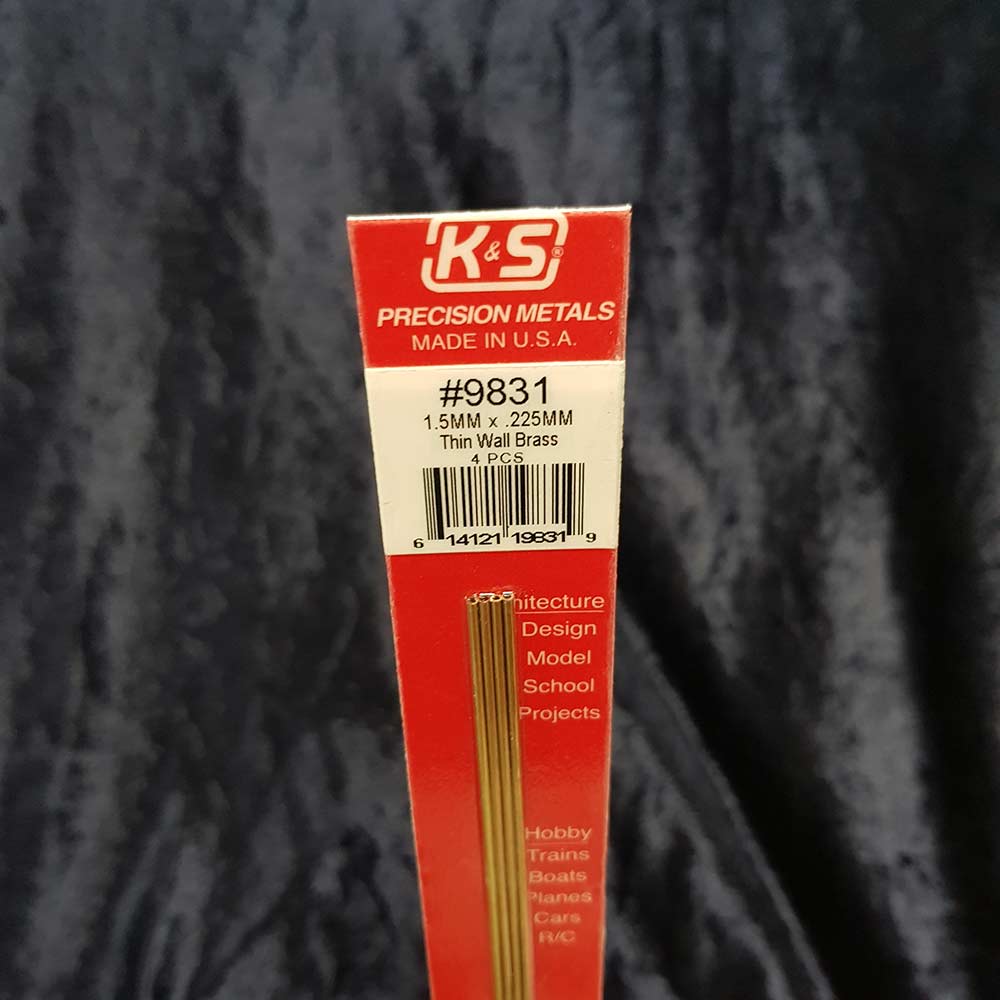 K&S®
PRECISION METALS
MADE IN U.S.A.
#9831
1.5MM x .225MM
Thin Wall Brass
4 PCS
6 14121 19831 9
hitecture
Design
Model
School
Projects
Hobby
Trains
Boats
Planes
Cars
R/C